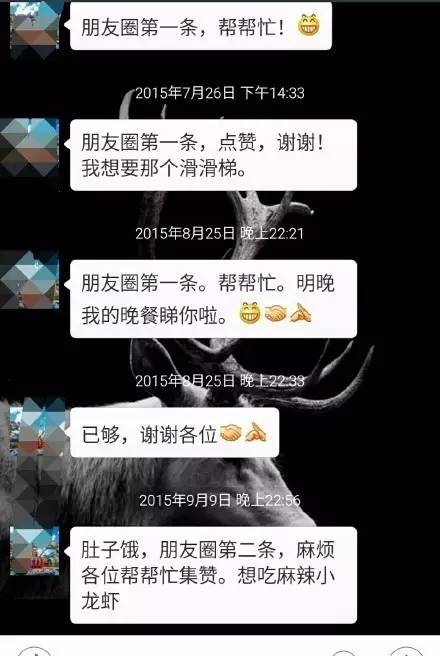 朋友圈第一条，帮帮忙！😁
2015年7月26日 下午14:33
朋友圈第一条，点赞，谢谢！
我想要那个滑滑梯。
2015年8月25日 晚上22:21
朋友圈第一条。帮帮忙。明晚
我的晚餐睇你啦。😁🤝🙏
2015年8月25日 晚上22:33
已够，谢谢各位🤝🙏
2015年9月9日 晚上22:56
肚子饿，朋友圈第二条，麻烦
各位帮帮忙集赞。想吃麻辣小
龙虾